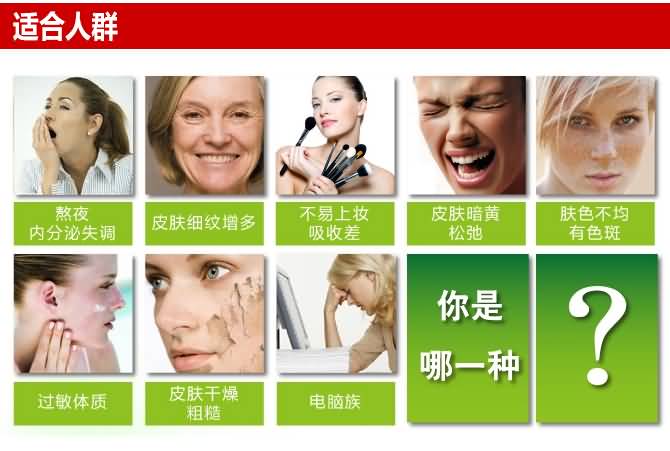 适合人群
熬夜
内分泌失调
皮肤细纹增多
不易上妆
吸收差
皮肤暗黄
松弛
肤色不均
有色斑
过敏体质
皮肤干燥
粗糙
电脑族
你是
哪一种
?